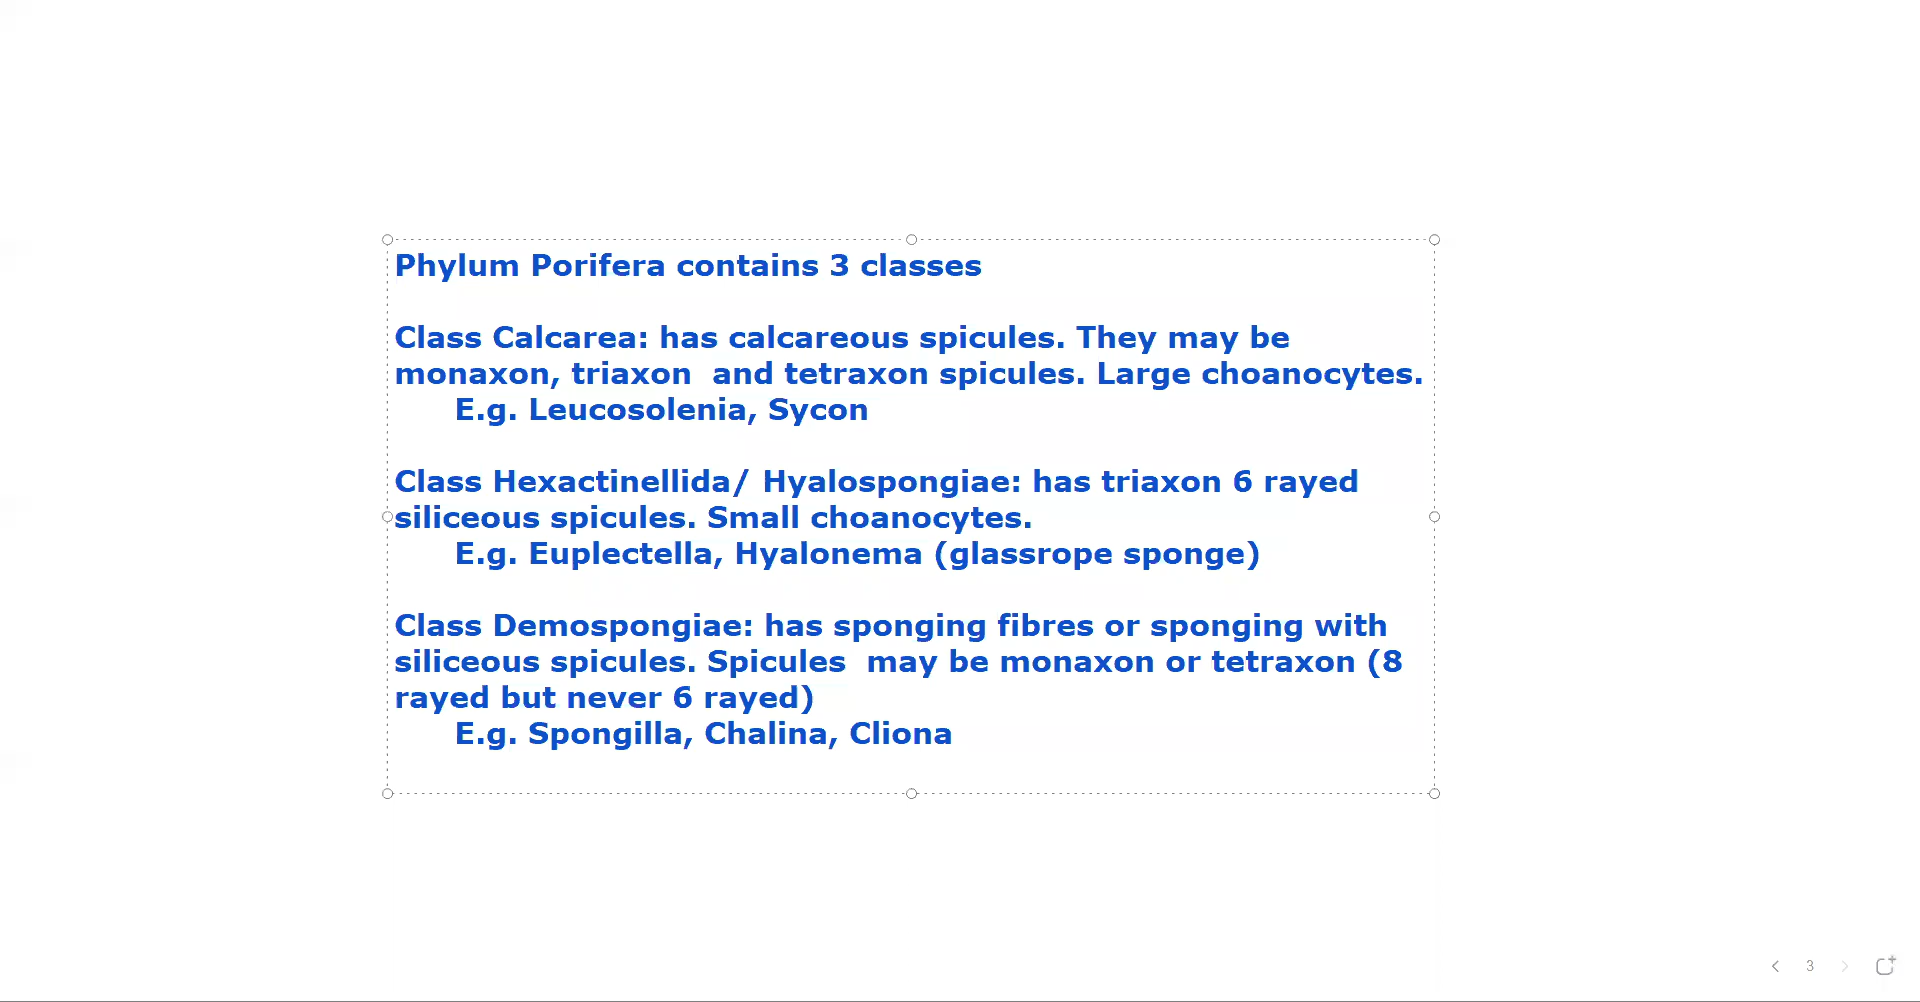 Phylum Porifera contains 3 classes
Class Calcarea: has calcareous spicules. They may be
monaxon, triaxon  and tetraxon spicules. Large choanocytes.
E.g. Leucosolenia, Sycon
Class Hexactinellida/ Hyalospongiae: has triaxon 6 rayed
siliceous spicules. Small choanocytes.
E.g. Euplectella, Hyalonema (glassrope sponge)
Class Demospongiae: has sponging fibres or sponging with
siliceous spicules. Spicules  may be monaxon or tetraxon (8
rayed but never 6 rayed)
E.g. Spongilla, Chalina, Cliona
3